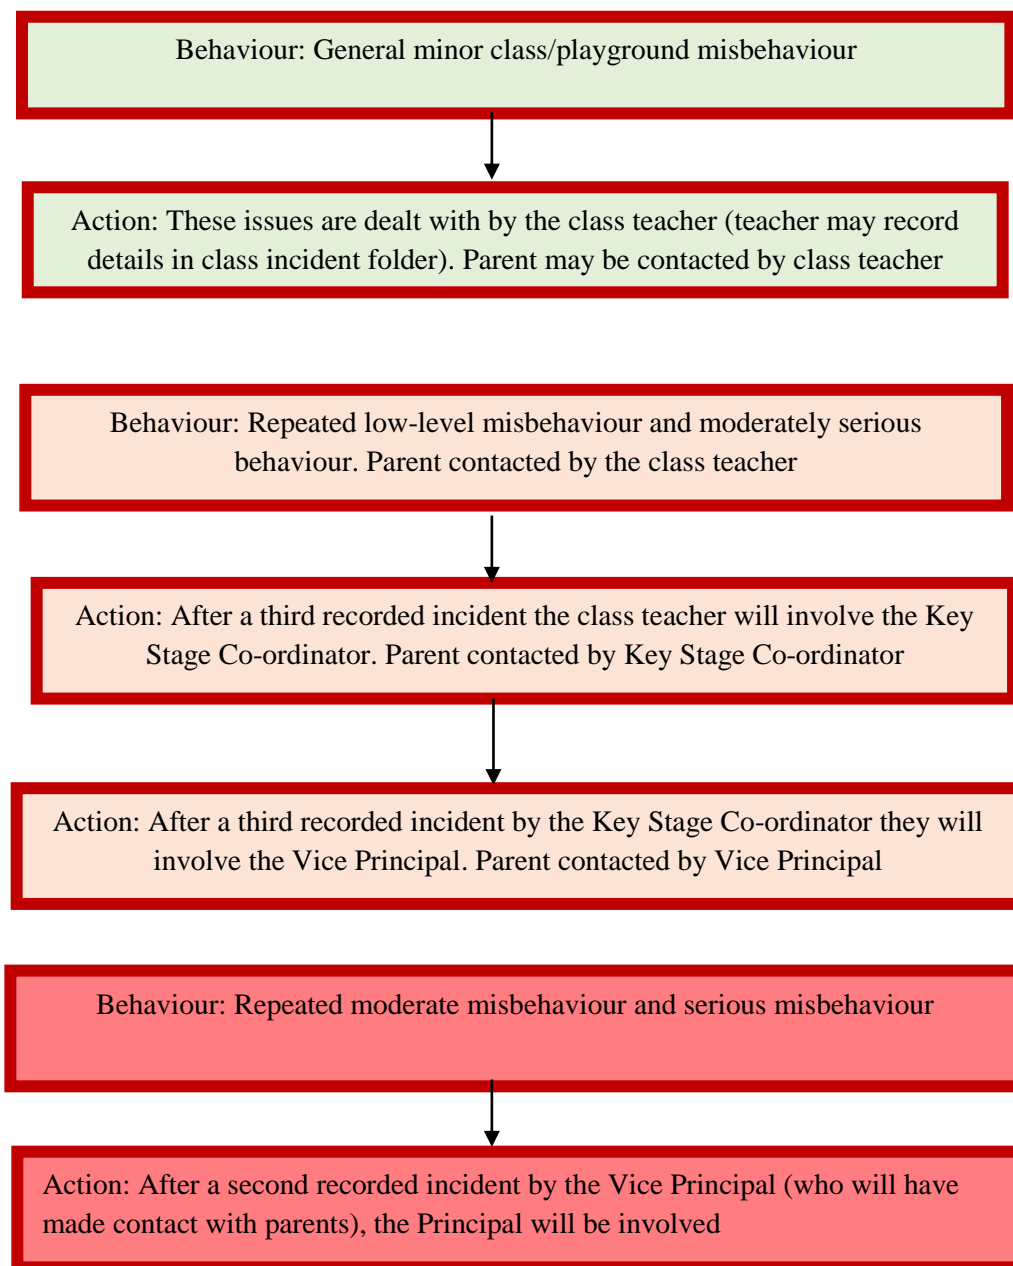 Behaviour: General minor class/playground misbehaviour
Action: These issues are dealt with by the class teacher (teacher may record
details in class incident folder). Parent may be contacted by class teacher
Behaviour: Repeated low-level misbehaviour and moderately serious
behaviour. Parent contacted by the class teacher
Action: After a third recorded incident the class teacher will involve the Key
Stage Co-ordinator. Parent contacted by Key Stage Co-ordinator
Action: After a third recorded incident by the Key Stage Co-ordinator they will
involve the Vice Principal. Parent contacted by Vice Principal
Behaviour: Repeated moderate misbehaviour and serious misbehaviour
Action: After a second recorded incident by the Vice Principal (who will have
made contact with parents), the Principal will be involved